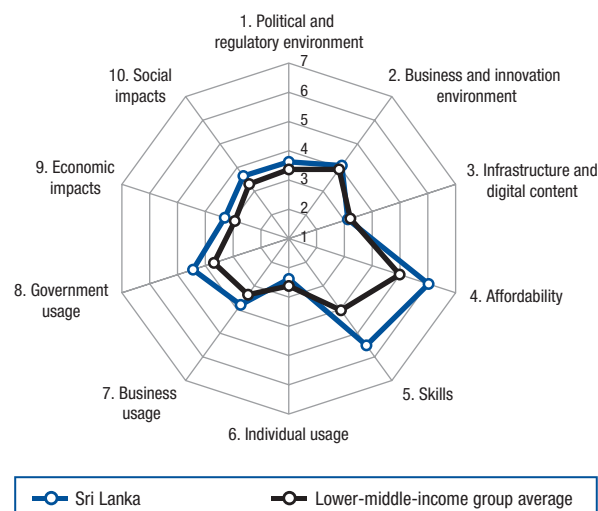 1. Political and
regulatory environment
2. Business and innovation
environment
3. Infrastructure and
digital content
4. Affordability
5. Skills
6. Individual usage
7. Business
usage
8. Government
usage
9. Economic
impacts
10. Social
impacts
7
6
5
4
3
2
1
Sri Lanka
Lower-middle-income group average